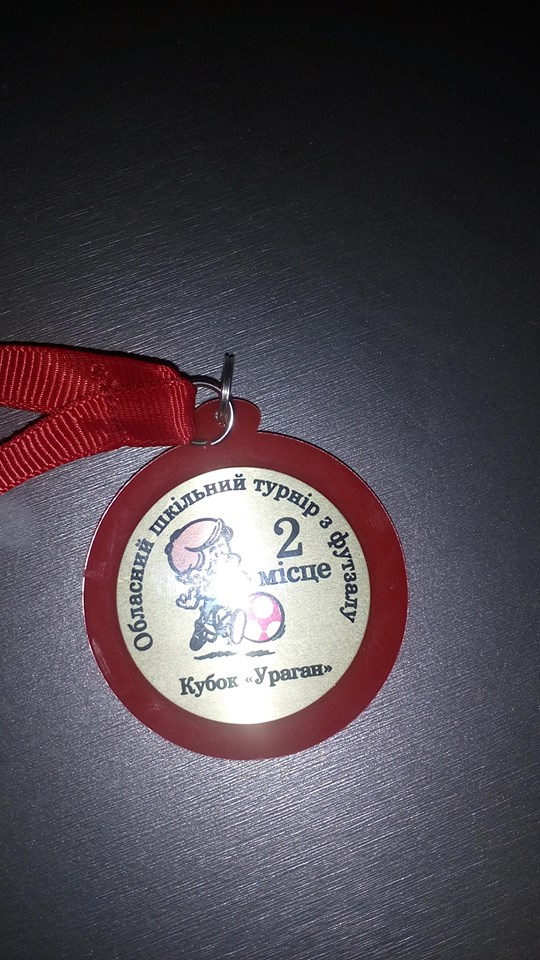 Обласний шкільний турнір з футзалу
2
місце
Кубок «Ураган»